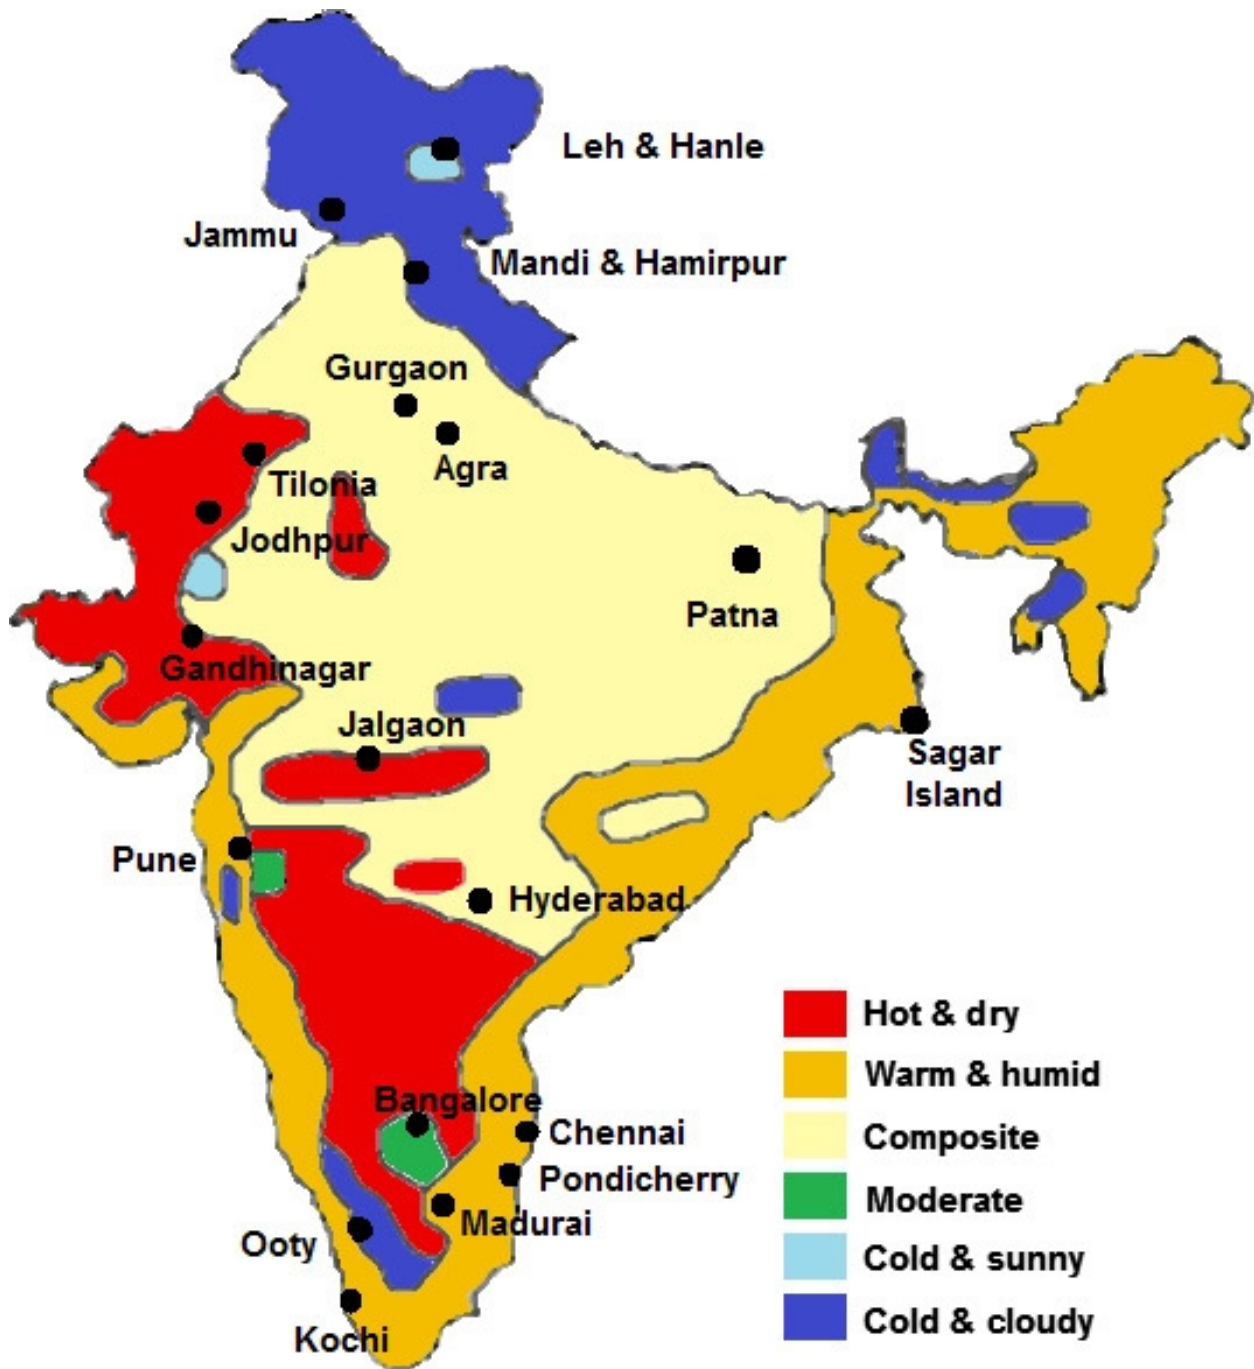 Leh & Hanle
Jammu
Mandi & Hamirpur
Gurgaon
Agra
Tilonia
Jodhpur
Patna
Gandhinagar
Jalgaon
Sagar
Island
Pune
Hyderabad
Hot & dry
Warm & humid
Bangalore
Chennai
Composite
Pondicherry
Moderate
Madurai
Ooty
Cold & sunny
Cold & cloudy
Kochi